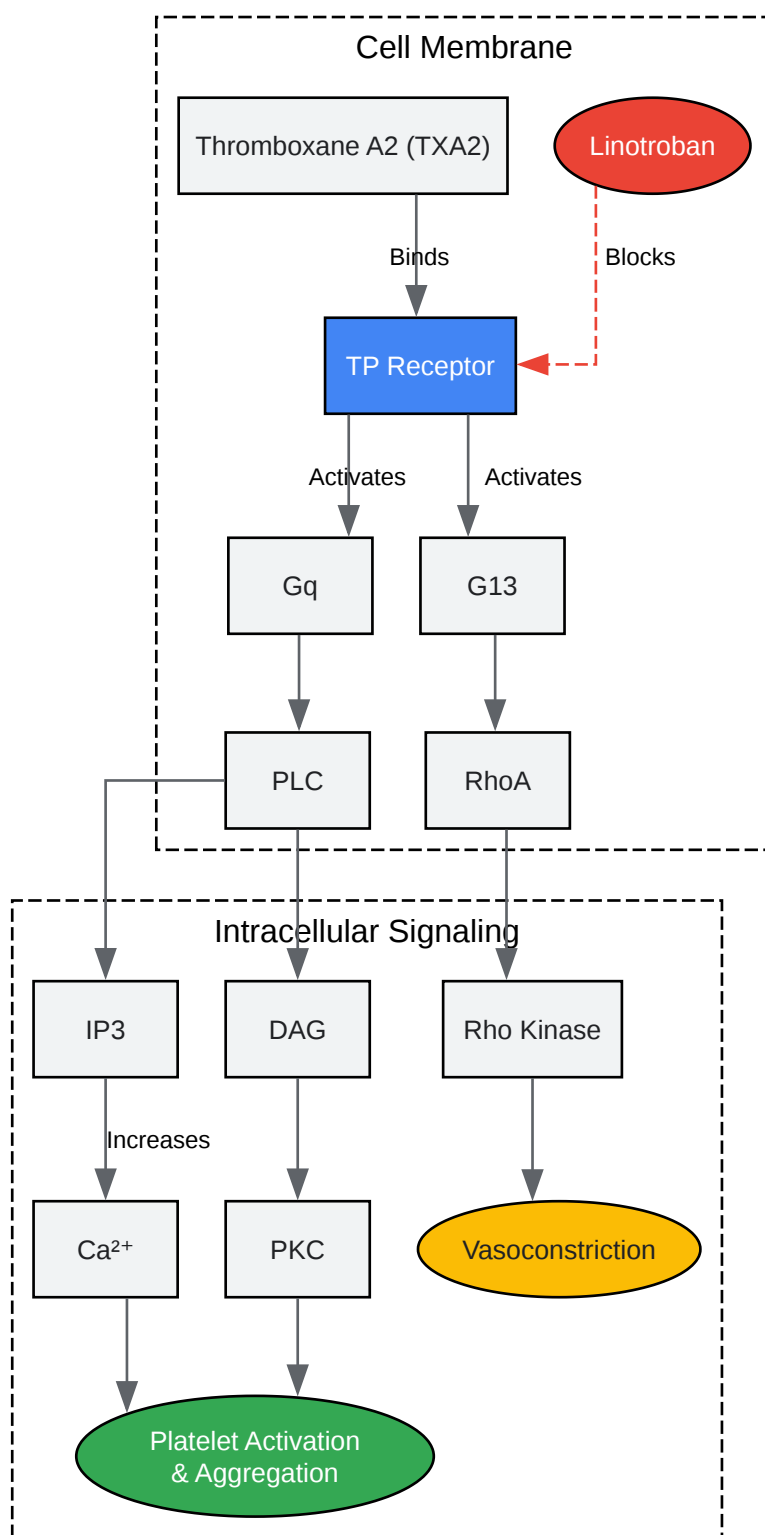 Cell Membrane
Thromboxane A2 (TXA2)
Linotroban
Binds
Blocks
TP Receptor
Activates
Activates
Gq
G13
PLC
RhoA
Intracellular Signaling
IP3
DAG
Rho Kinase
Increases
Ca²⁺
PKC
Vasoconstriction
Platelet Activation
& Aggregation